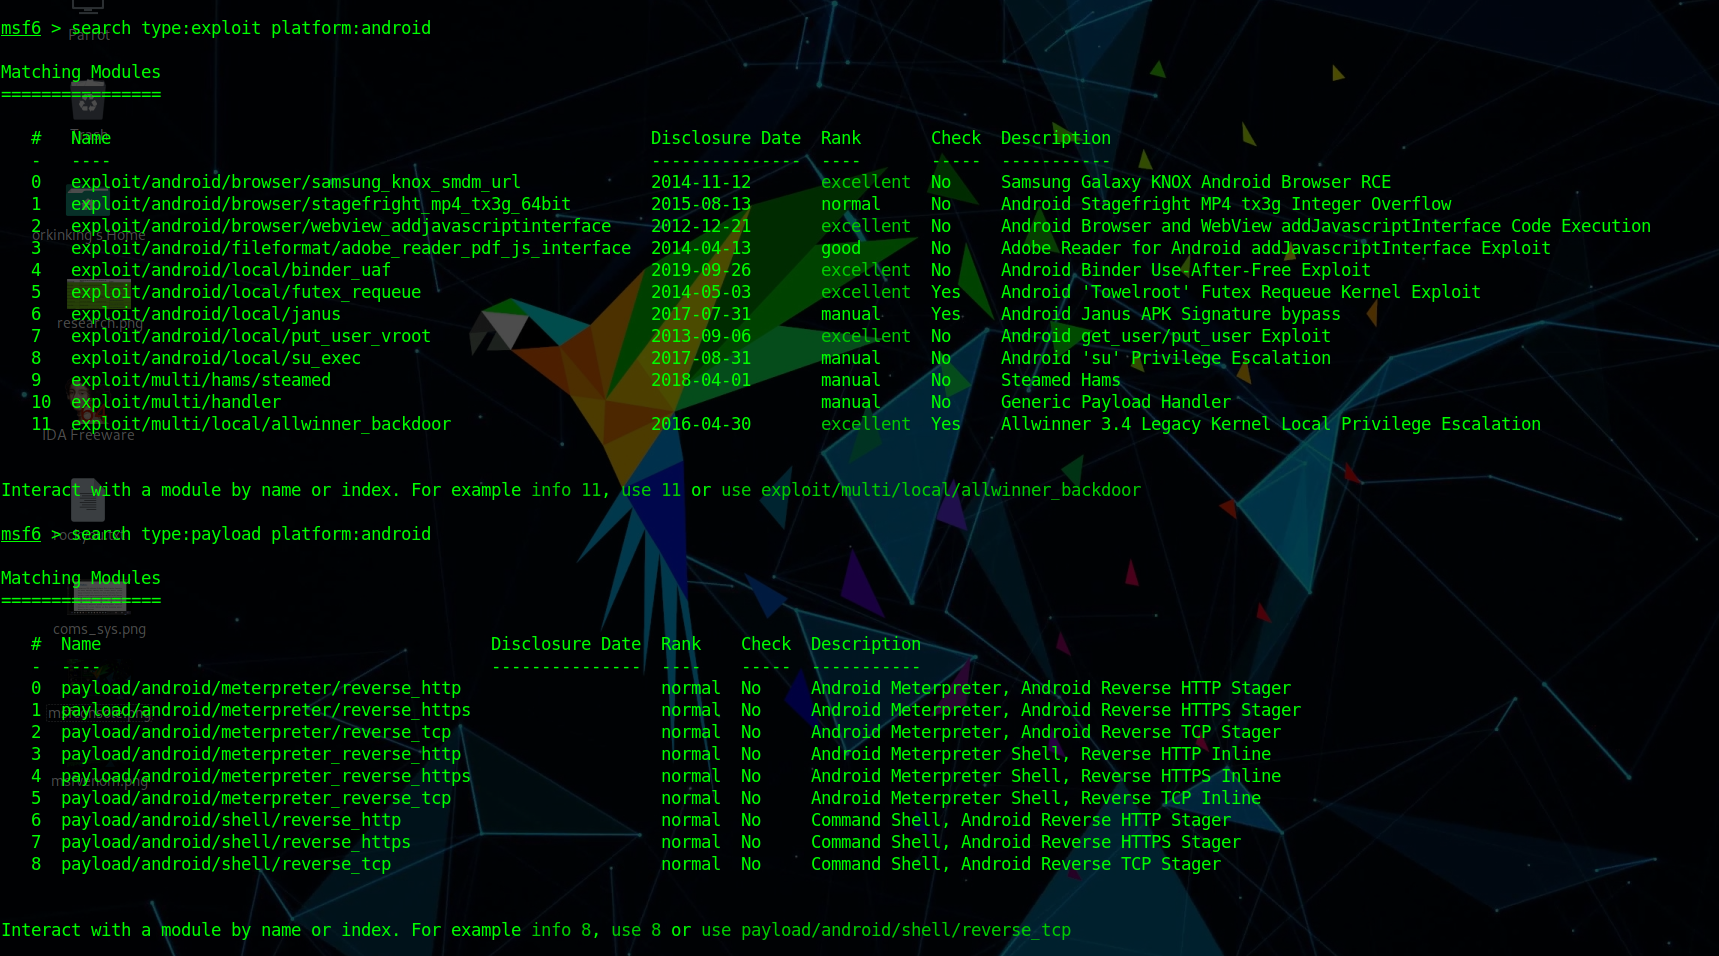 msf6 > search type:exploit platform:android
Parrot
Matching Modules
================
Trash
#   Name                                                      Disclosure Date  Rank       Check  Description
-   ----                                                      ---------------  ----       -----  -----------
0   exploit/android/browser/samsung_knox_smdm_url             2014-11-12       excellent  No     Samsung Galaxy KNOX Android Browser RCE
1   exploit/android/browser/stagefright_mp4_tx3g_64bit        2015-08-13       normal     No     Android Stagefright MP4 tx3g Integer Overflow
2   exploit/android/browser/webview_addjavascriptinterface    2012-12-21       excellent  No     Android Browser and WebView addJavascriptInterface Code Execution
orkinking's Home
3   exploit/android/fileformat/adobe_reader_pdf_js_interface  2014-04-13       good       No     Adobe Reader for Android addJavascriptInterface Exploit
4   exploit/android/local/binder_uaf                          2019-09-26       excellent  No     Android Binder Use-After-Free Exploit
5   exploit/android/local/futex_requeue                       2014-05-03       excellent  Yes    Android 'Towelroot' Futex Requeue Kernel Exploit
6   exploit/android/local/janus                               2017-07-31       manual     Yes    Android Janus APK Signature bypass
research.png
7   exploit/android/local/put_user_vroot                      2013-09-06       excellent  No     Android get_user/put_user Exploit
8   exploit/android/local/su_exec                             2017-08-31       manual     No     Android 'su' Privilege Escalation
9   exploit/multi/hams/steamed                                2018-04-01       manual     No     Steamed Hams
10  exploit/multi/handler                                                      manual     No     Generic Payload Handler
11  exploit/multi/local/allwinner_backdoor                    2016-04-30       excellent  Yes    Allwinner 3.4 Legacy Kernel Local Privilege Escalation
IDA Freeware
Interact with a module by name or index. For example info 11, use 11 or use exploit/multi/local/allwinner_backdoor
msf6 > search type:payload platform:android
Matching Modules
================
coms_sys.png
#  Name                                       Disclosure Date  Rank    Check  Description
-  ----                                       ---------------  ----    -----  -----------
0  payload/android/meterpreter/reverse_http                    normal  No     Android Meterpreter, Android Reverse HTTP Stager
1  payload/android/meterpreter/reverse_https                   normal  No     Android Meterpreter, Android Reverse HTTPS Stager
2  payload/android/meterpreter/reverse_tcp                     normal  No     Android Meterpreter, Android Reverse TCP Stager
3  payload/android/meterpreter_reverse_http                    normal  No     Android Meterpreter Shell, Reverse HTTP Inline
4  payload/android/meterpreter_reverse_https                   normal  No     Android Meterpreter Shell, Reverse HTTPS Inline
5  payload/android/meterpreter_reverse_tcp                     normal  No     Android Meterpreter Shell, Reverse TCP Inline
6  payload/android/shell/reverse_http                          normal  No     Command Shell, Android Reverse HTTP Stager
7  payload/android/shell/reverse_https                         normal  No     Command Shell, Android Reverse HTTPS Stager
8  payload/android/shell/reverse_tcp                           normal  No     Command Shell, Android Reverse TCP Stager
Interact with a module by name or index. For example info 8, use 8 or use payload/android/shell/reverse_tcp